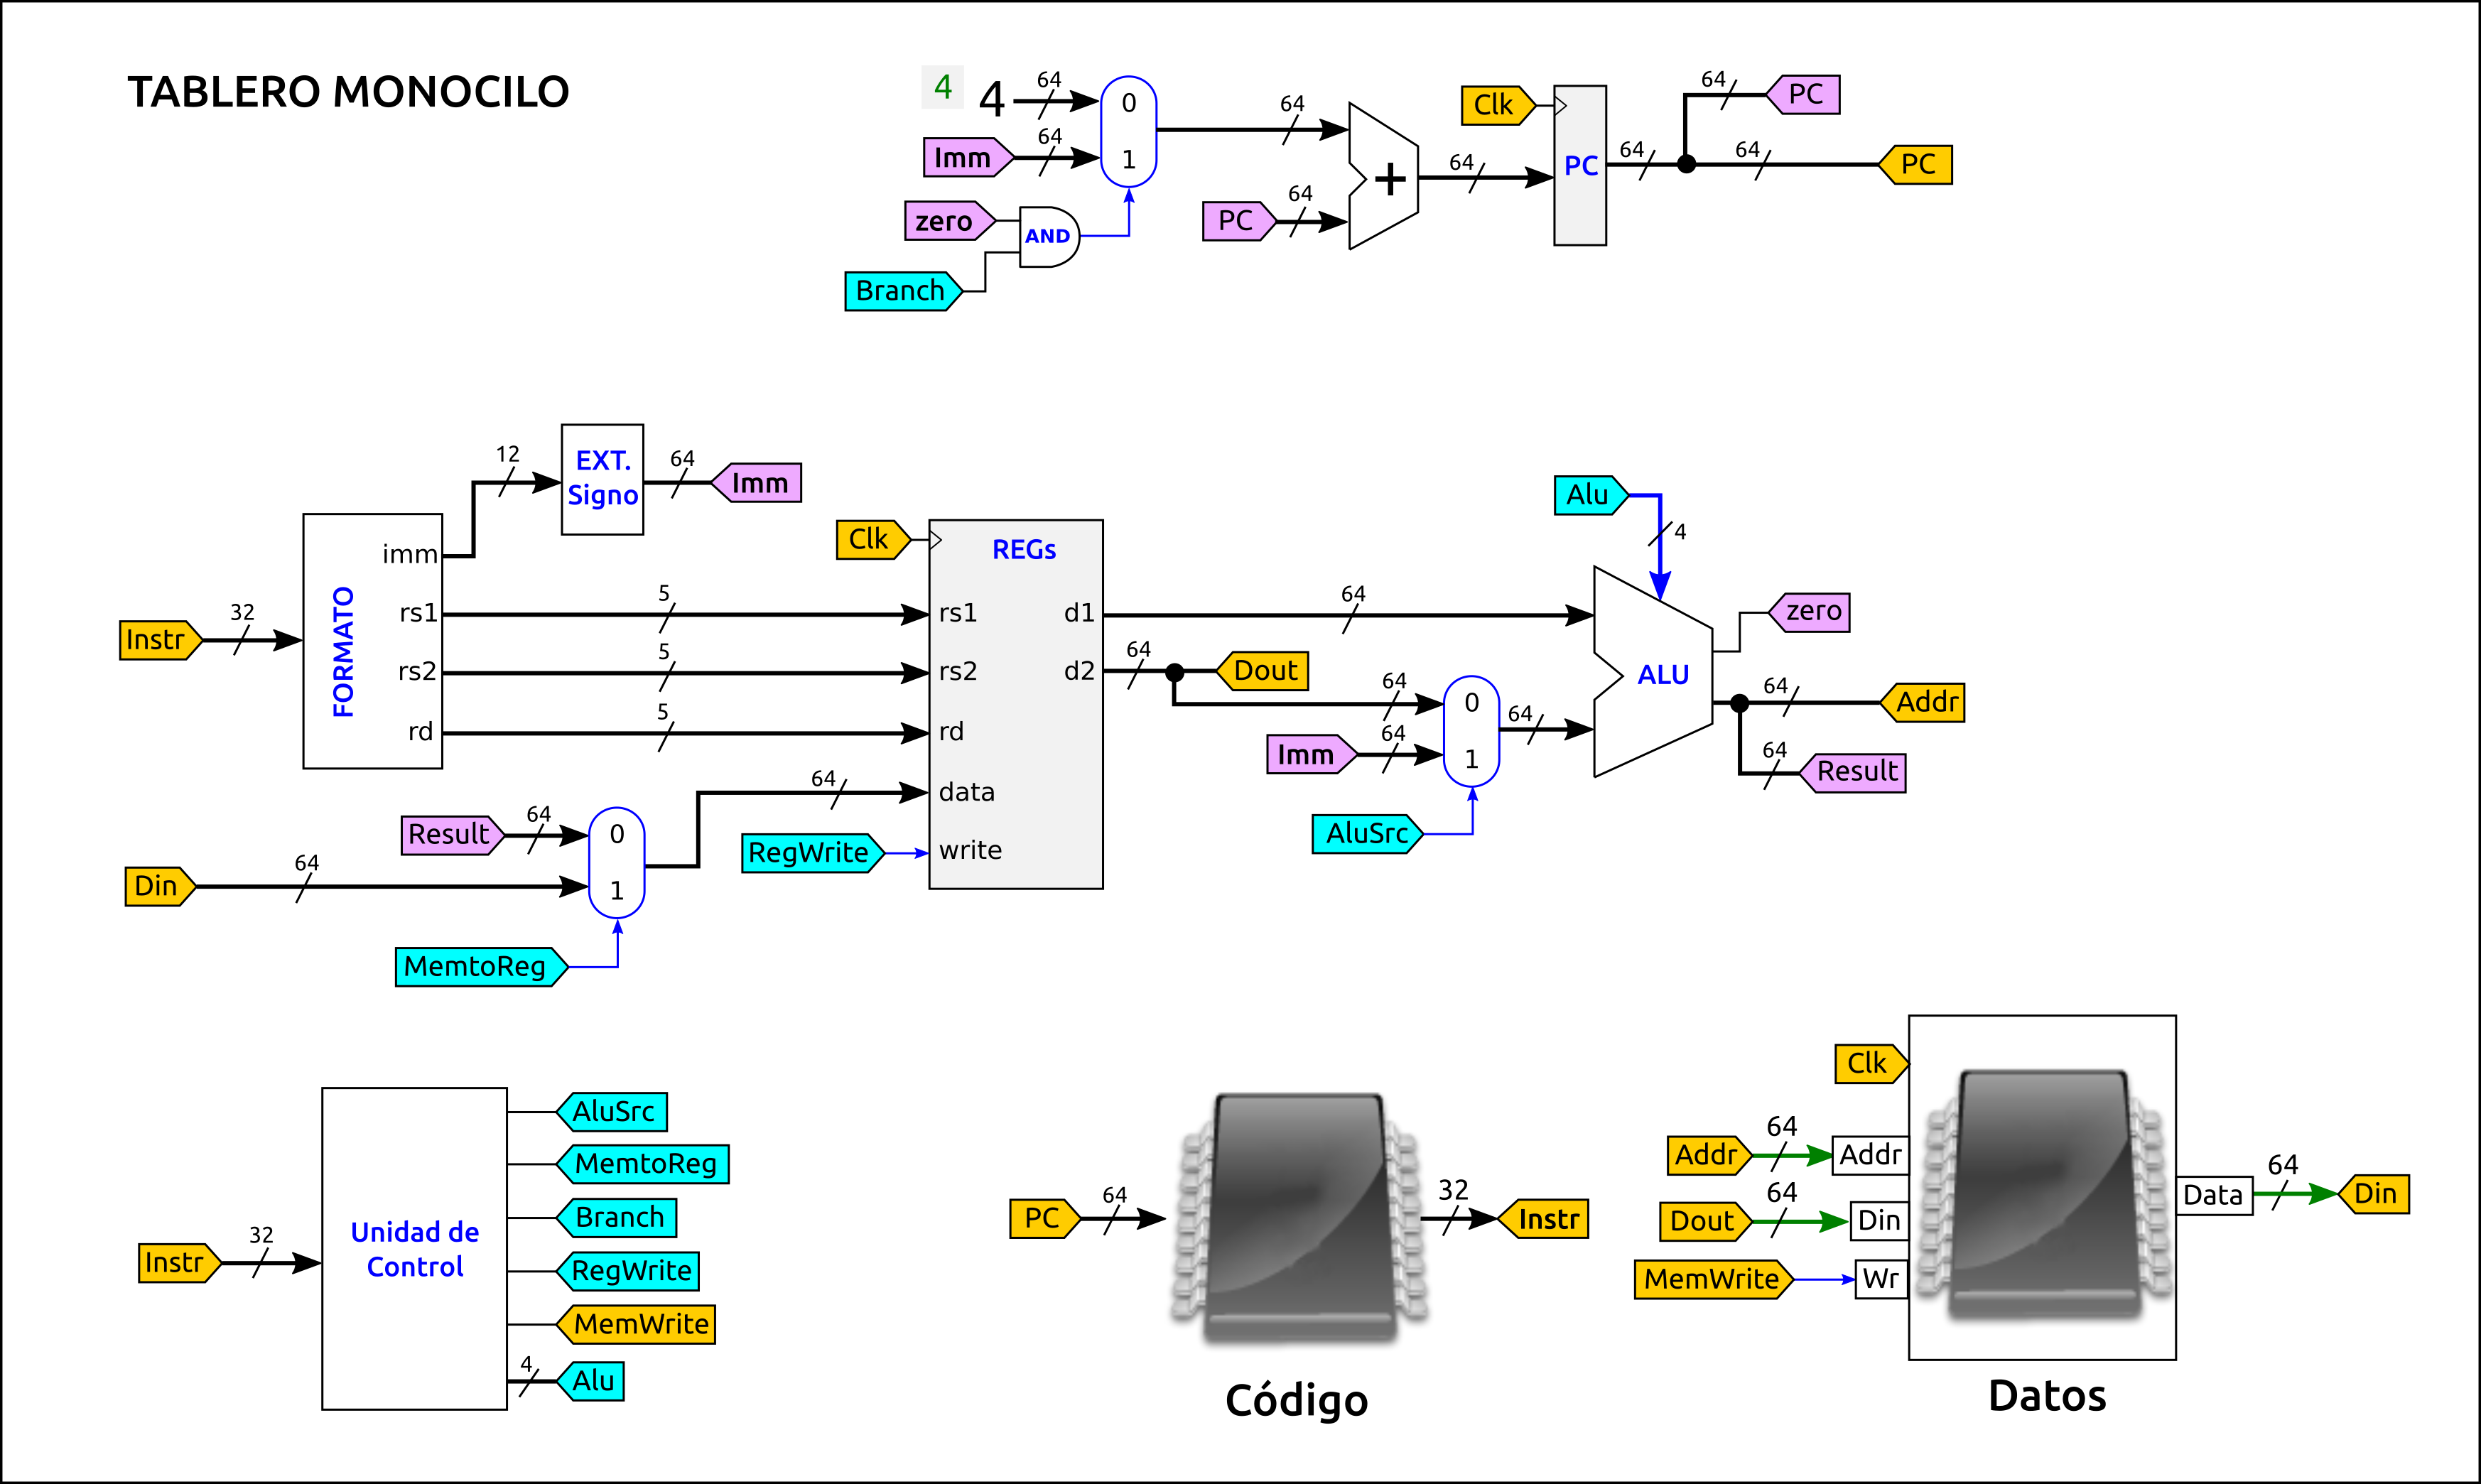 TABLERO MONOCILO
4
4
64
0
Imm
64
1
zero
AND
Branch
64
PC
64
+
64
Clk
PC
64
64
PC
64
PC
12
EXT.
Signo
64
Imm
Instr
32
FORMATO
imm
rs1
rs2
rd
5
5
5
Clk
REGs
rs1
rs2
rd
data
write
d1
d2
64
64
Dout
64
0
Imm
64
1
64
AluSrc
Alu
4
ALU
zero
64
Addr
64
Result
Result
64
0
Din
64
1
MemtoReg
64
RegWrite
Instr
32
Unidad de
Control
AluSrc
MemtoReg
Branch
RegWrite
MemWrite
4
Alu
PC
64
32
Instr
Código
Clk
Addr
64
Addr
Dout
64
Din
MemWrite
Wr
Data
64
Din
Datos